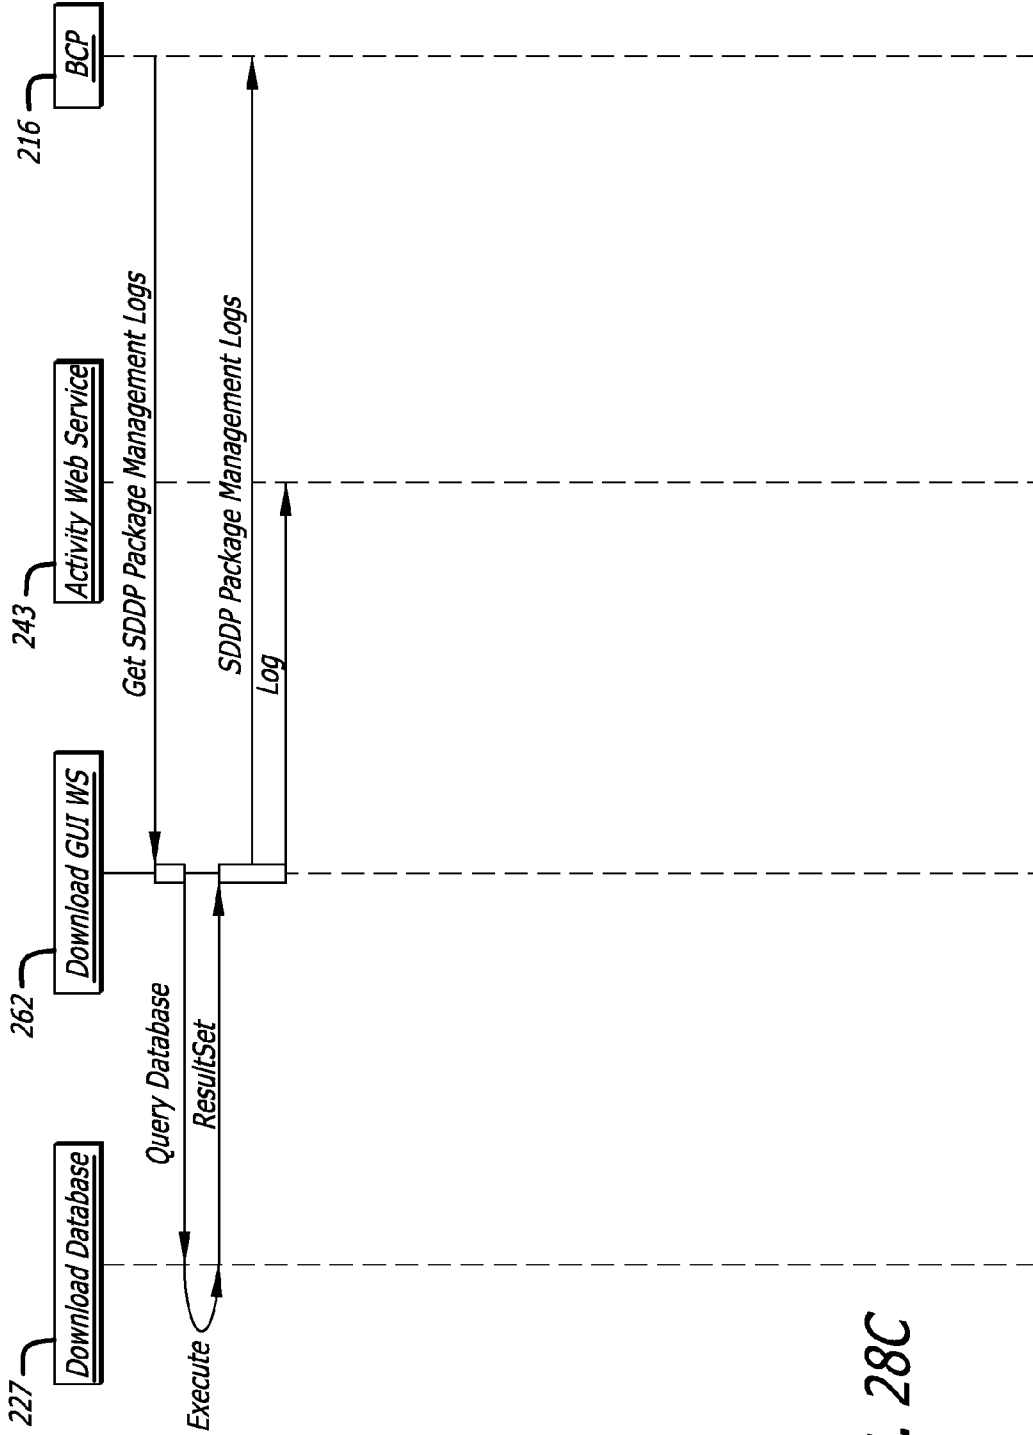 227
262
243
216
Download Database
Download GUI WS
Activity Web Service
BCP
Get SDDP Package Management Logs
Query Database
Execute
ResultSet
SDDP Package Management Logs
Log
28C